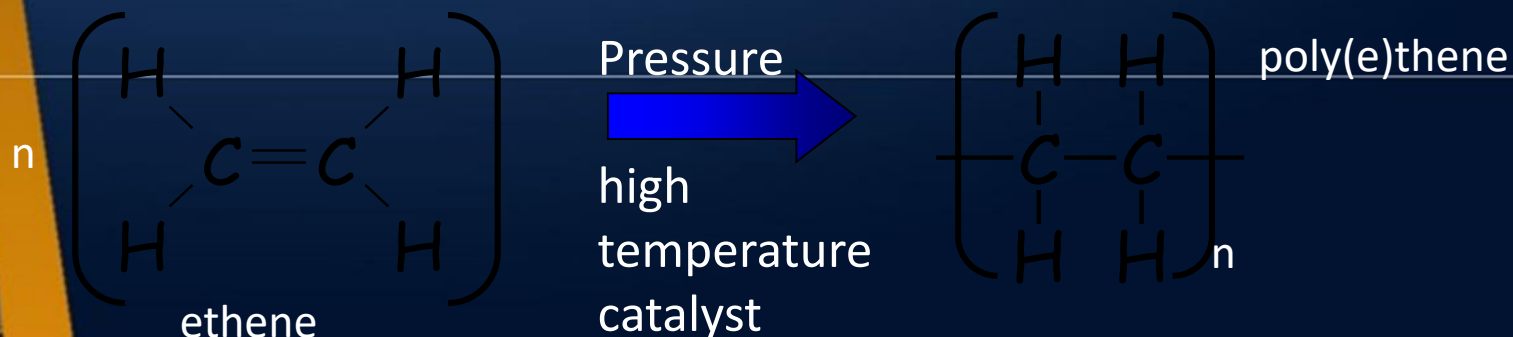 H H
n C C
H H
ethene
Pressure
high
temperature
catalyst
H H
C C
H H
n
poly(e)thene